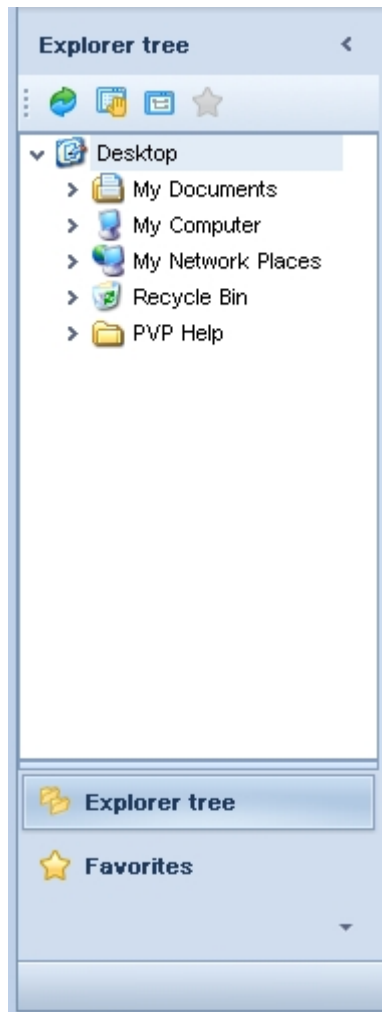 Explorer tree
Desktop
My Documents
My Computer
My Network Places
Recycle Bin
PVP Help
Explorer tree
Favorites